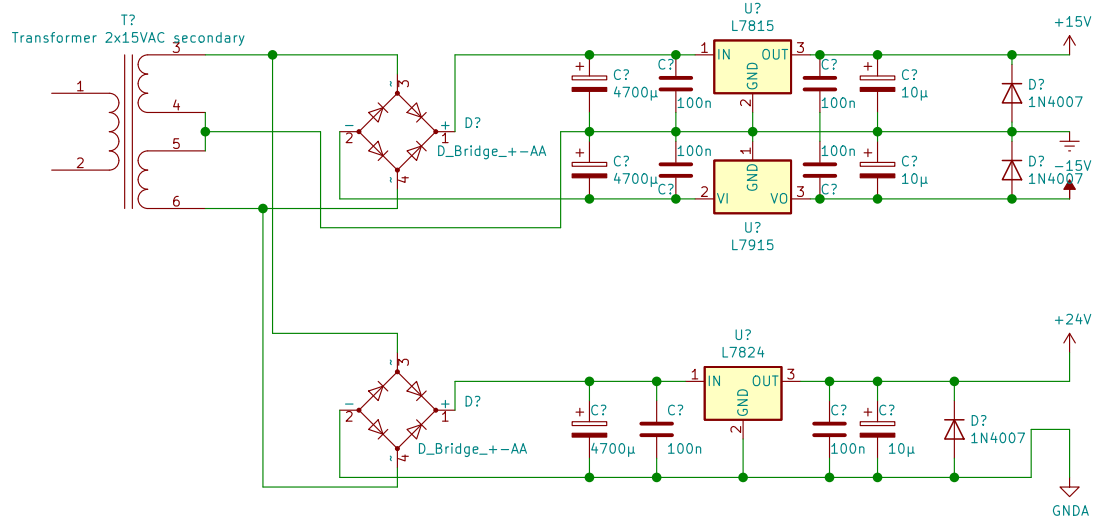 T?
Transformer 2x15VAC secondary
1
2
3
4
5
6
~
3
−
2
+
1
~
4
D?
D_Bridge_+-AA
+
C?
4700µ
C?
100n
U?
L7815
1
IN
OUT
3
GND
2
C?
100n
+
C?
10µ
D?
1N4007
+15V
+
C?
4700µ
100n
C?
1
GND
2
VI
VO
3
U?
L7915
100n
C?
+
C?
10µ
D?
1N4007
-15V
~
3
−
2
+
1
~
4
D?
D_Bridge_+-AA
+
C?
4700µ
C?
100n
U?
L7824
1
IN
OUT
3
GND
2
C?
100n
+
C?
10µ
D?
1N4007
+24V
GNDA